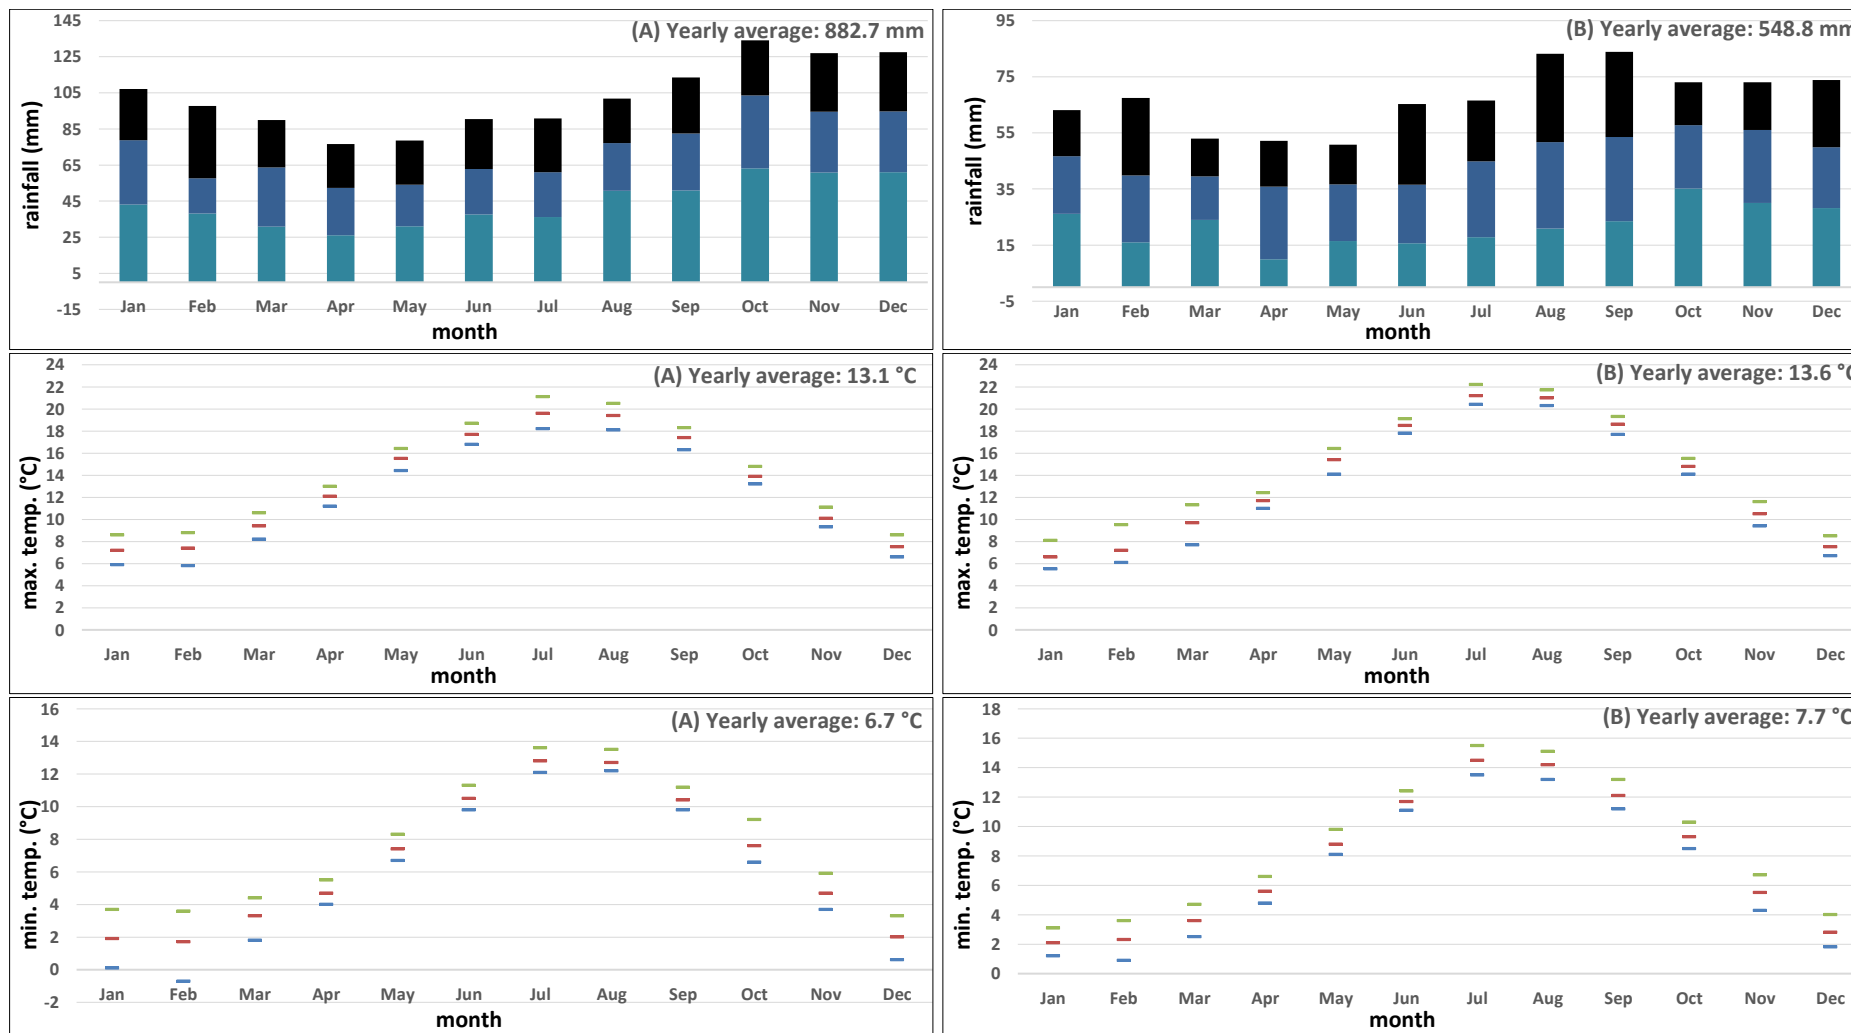 (A) Yearly average: 882.7 mm
rainfall (mm)
145
125
105
85
65
45
25
5
-15
Jan Feb Mar Apr May Jun Jul Aug Sep Oct Nov Dec
month
(B) Yearly average: 548.8 mm
rainfall (mm)
95
75
55
35
15
-5
Jan Feb Mar Apr May Jun Jul Aug Sep Oct Nov Dec
month
(A) Yearly average: 13.1 °C
max. temp. (°C)
24
22
20
18
16
14
12
10
8
6
4
2
0
Jan Feb Mar Apr May Jun Jul Aug Sep Oct Nov Dec
month
(B) Yearly average: 13.6 °C
max. temp. (°C)
24
22
20
18
16
14
12
10
8
6
4
2
0
Jan Feb Mar Apr May Jun Jul Aug Sep Oct Nov Dec
month
(A) Yearly average: 6.7 °C
min. temp. (°C)
16
14
12
10
8
6
4
2
0
-2
Jan Feb Mar Apr May Jun Jul Aug Sep Oct Nov Dec
month
(B) Yearly average: 7.7 °C
min. temp. (°C)
18
16
14
12
10
8
6
4
2
0
Jan Feb Mar Apr May Jun Jul Aug Sep Oct Nov Dec
month